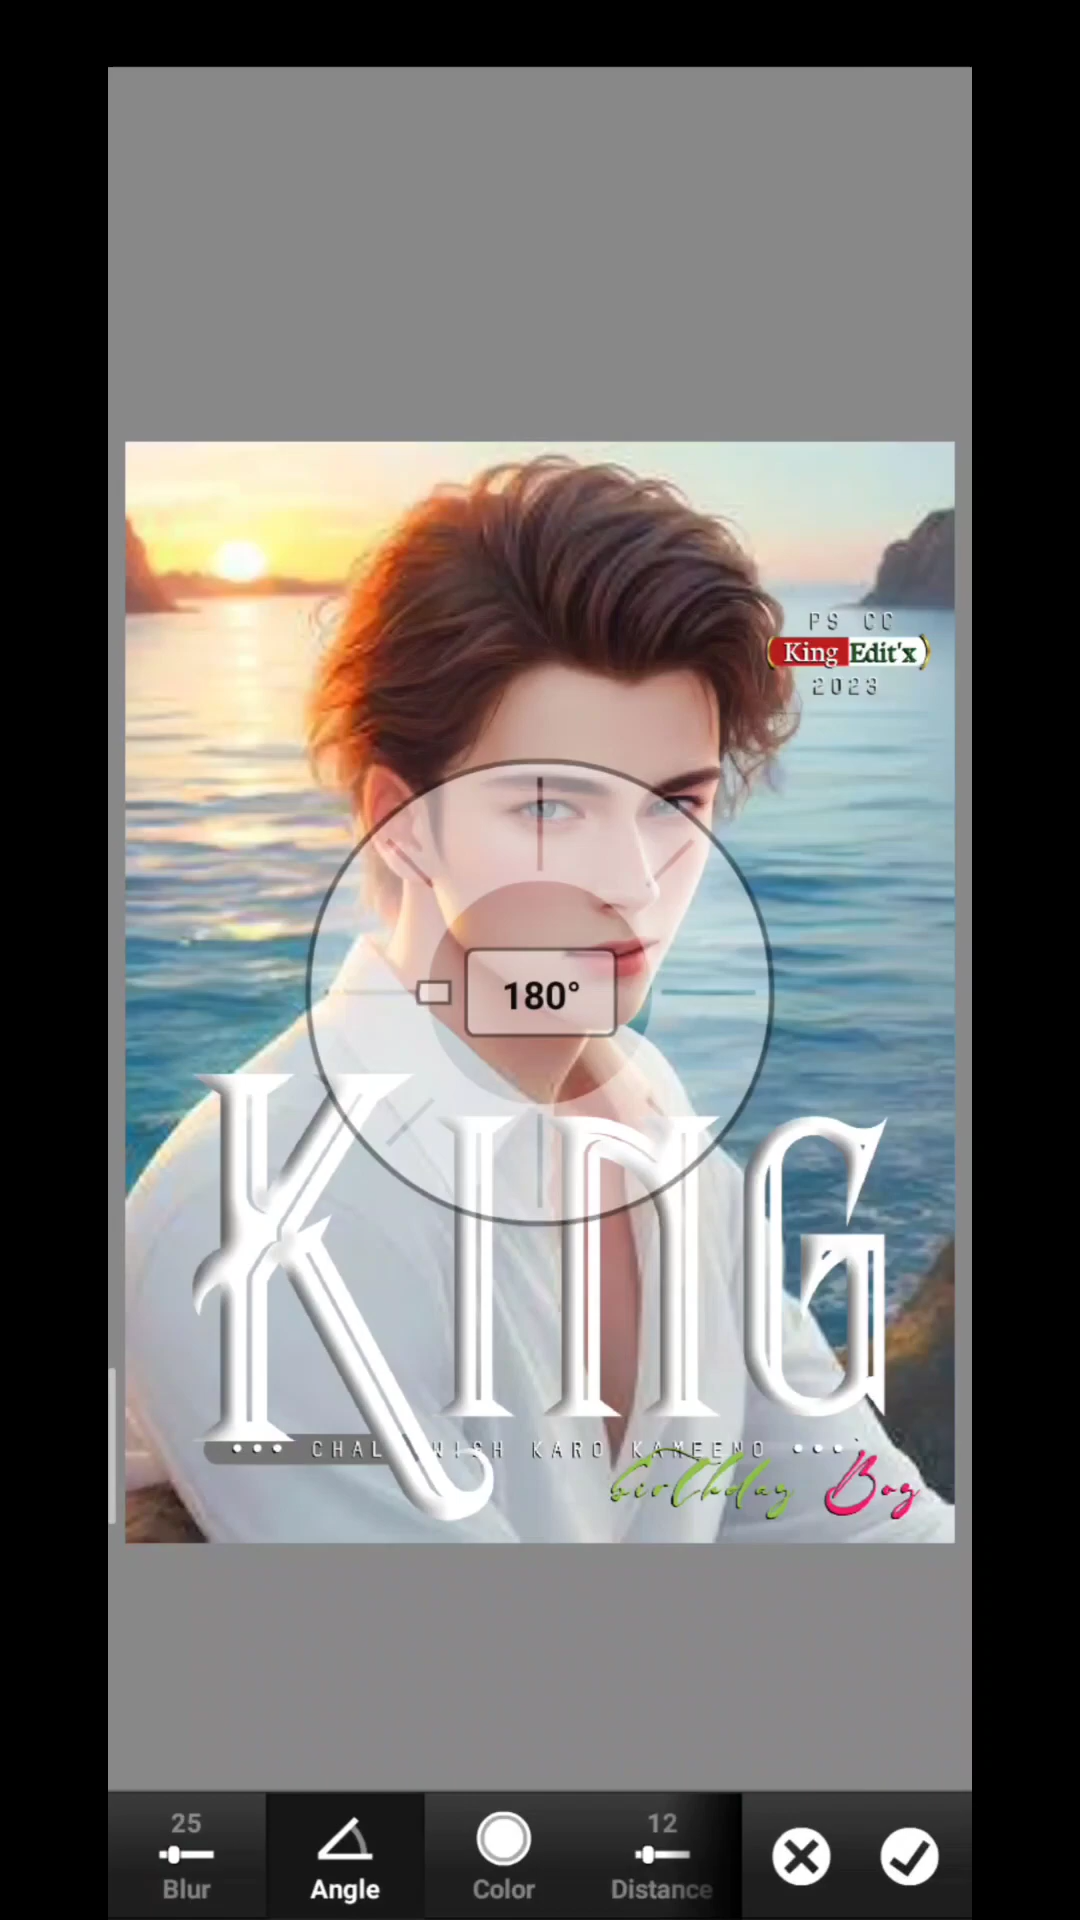 PS CC
King Edit'x
2023
180°
KING
••• CHAL WISH KARO KAMEENO •••
birthday Boy
25
12
Blur
Angle
Color
Distance